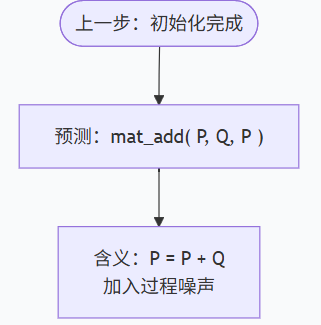 上一步：初始化完成
预测：mat_add( P, Q, P )
含义：P = P + Q
加入过程噪声